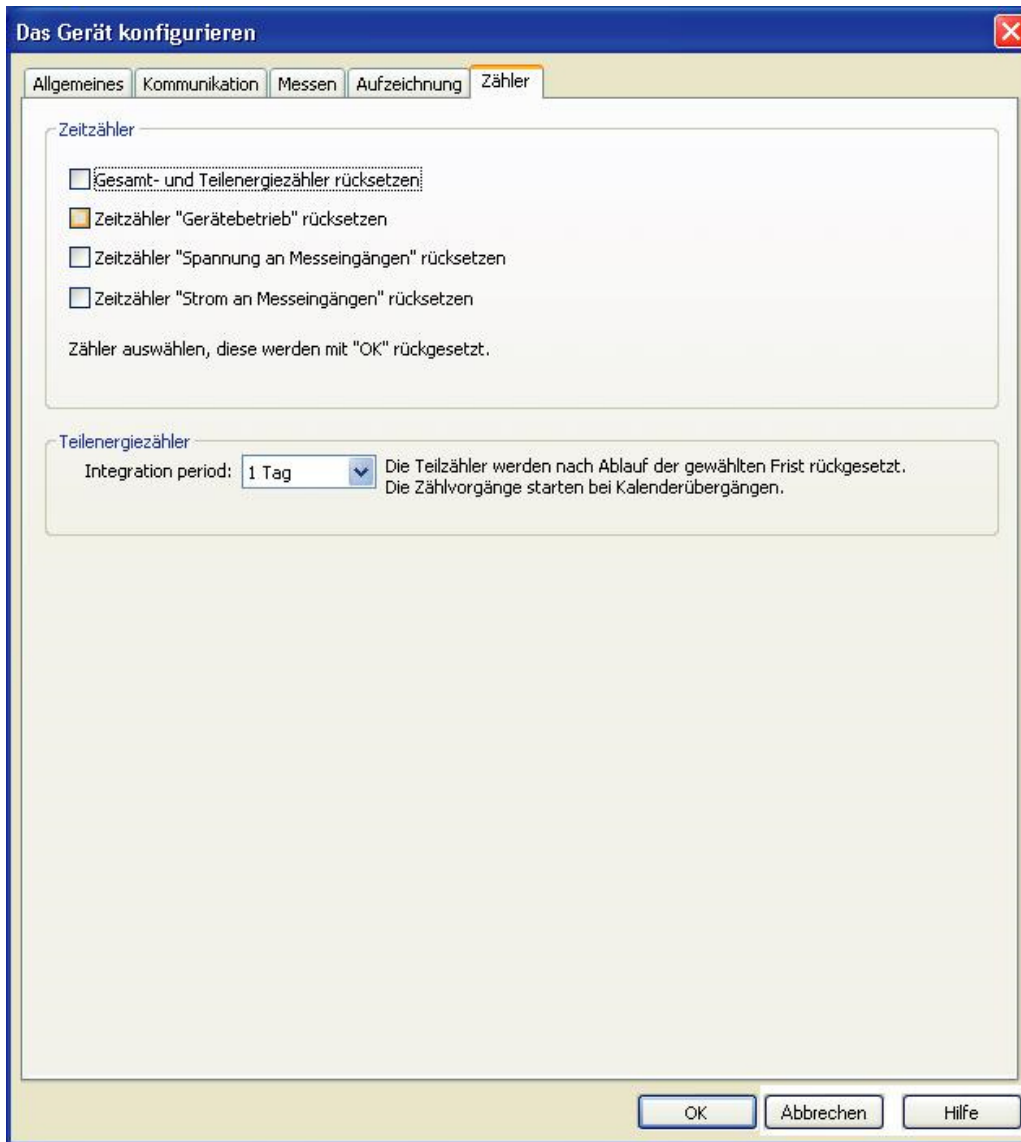 Das Gerät konfigurieren
Allgemeines Kommunikation Messen Aufzeichnung Zähler
Zeitzähler
Gesamt- und Teilenergiezähler rücksetzen
Zeitzähler "Gerätebetrieb" rücksetzen
Zeitzähler "Spannung an Messeingängen" rücksetzen
Zeitzähler "Strom an Messeingängen" rücksetzen
Zähler auswählen, diese werden mit "OK" rückgesetzt.
Teilenergiezähler
Integration period: 1 Tag Die Teilzähler werden nach Ablauf der gewählten Frist rückgesetzt.
Die Zählvorgänge starten bei Kalenderübergängen.
OK Abbrechen Hilfe